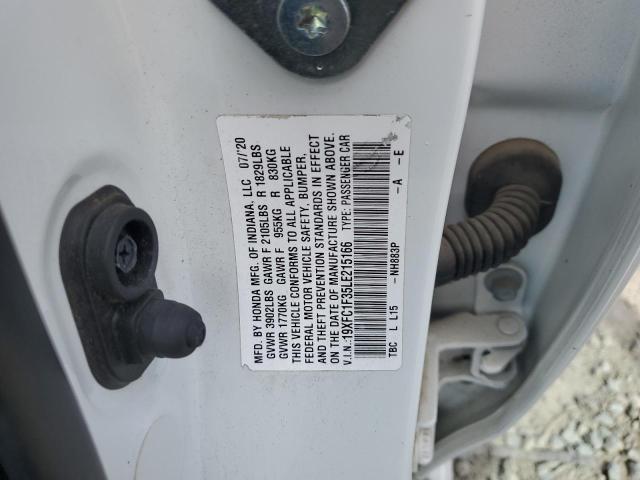 MFD. BY HONDA MFG. OF INDIANA, LLC 07/'20
GVWR 3902LBS GAWR F 2105LBS R 1829LBS
GVWR 1770KG GAWR F 955KG R 830KG
THIS VEHICLE CONFORMS TO ALL APPLICABLE
FEDERAL MOTOR VEHICLE SAFETY, BUMPER,
AND THEFT PREVENTION STANDARDS IN EFFECT
ON THE DATE OF MANUFACTURE SHOWN ABOVE.
V.I.N.:19XFC1F35LE215166 TYPE: PASSENGER CAR
TBC L L15 - NH883P - A - E